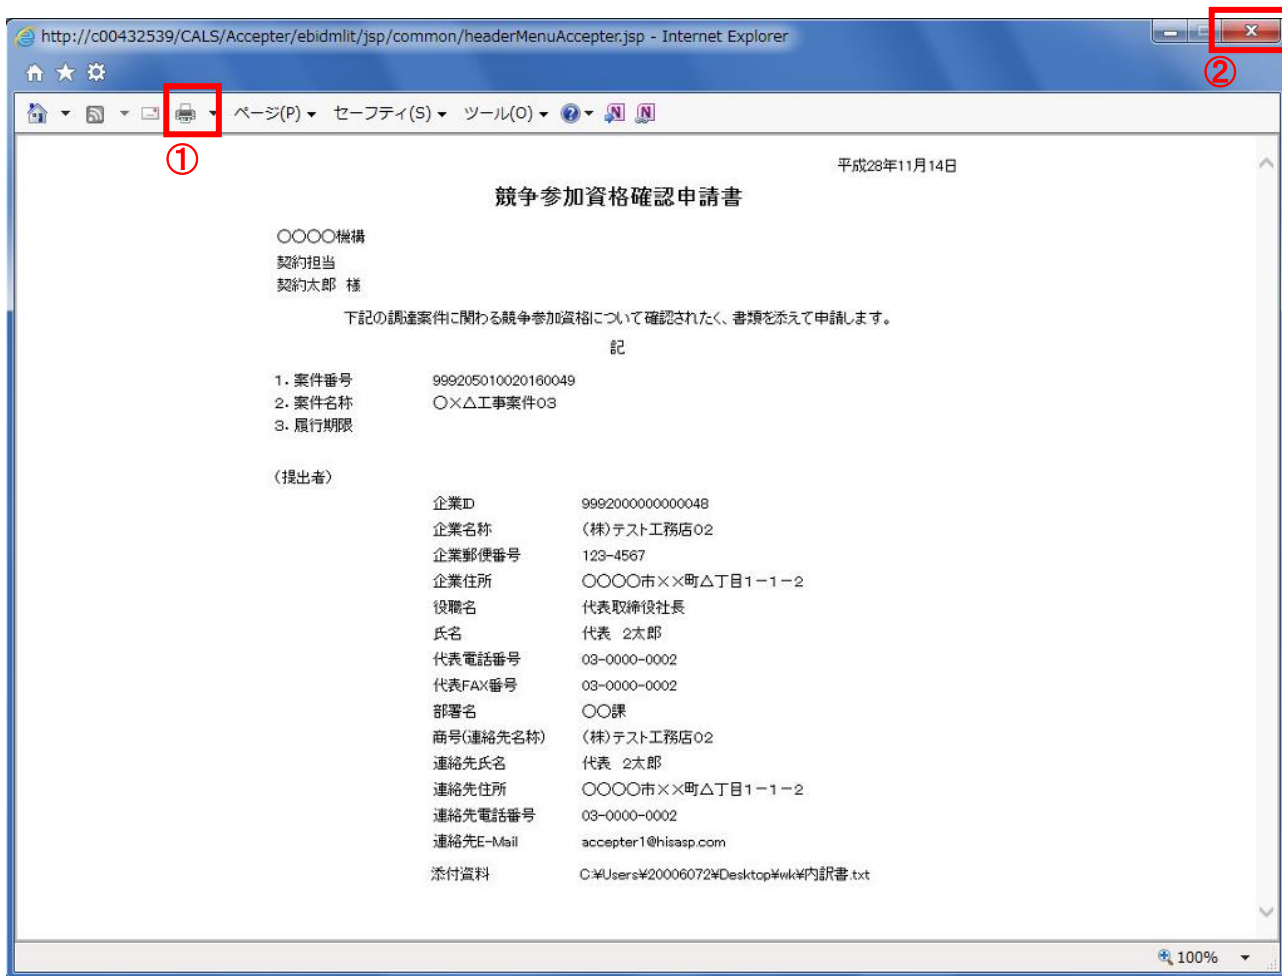 http://c00432539/CALS/Accepter/ebidmlit/jsp/common/headerMenuAccepter.jsp - Internet Explorer
②
ページ(P) セーフティ(S) ツール(O)
①
平成28年11月14日
競争参加資格確認申請書
〇〇〇〇機構
契約担当
契約太郎 様
下記の調達案件に関わる競争参加資格について確認されたく、書類を添えて申請します。
記
1. 案件番号 999205010020160049
2. 案件名称 〇×△工事案件03
3. 履行期限
（提出者）
企業ID 9992000000000048
企業名称 (株)テスト工務店02
企業郵便番号 123-4567
企業住所 〇〇〇〇市××町△丁目1－1－2
役職名 代表取締役社長
氏名 代表 2太郎
代表電話番号 03-0000-0002
代表FAX番号 03-0000-0002
部署名 〇〇課
商号(連絡先名称) (株)テスト工務店02
連絡先氏名 代表 2太郎
連絡先住所 〇〇〇〇市××町△丁目1－1－2
連絡先電話番号 03-0000-0002
連絡先E-Mail accepter1@hisasp.com
添付資料 C:¥Users¥20006072¥Desktop¥wk¥内訳書.txt
100%